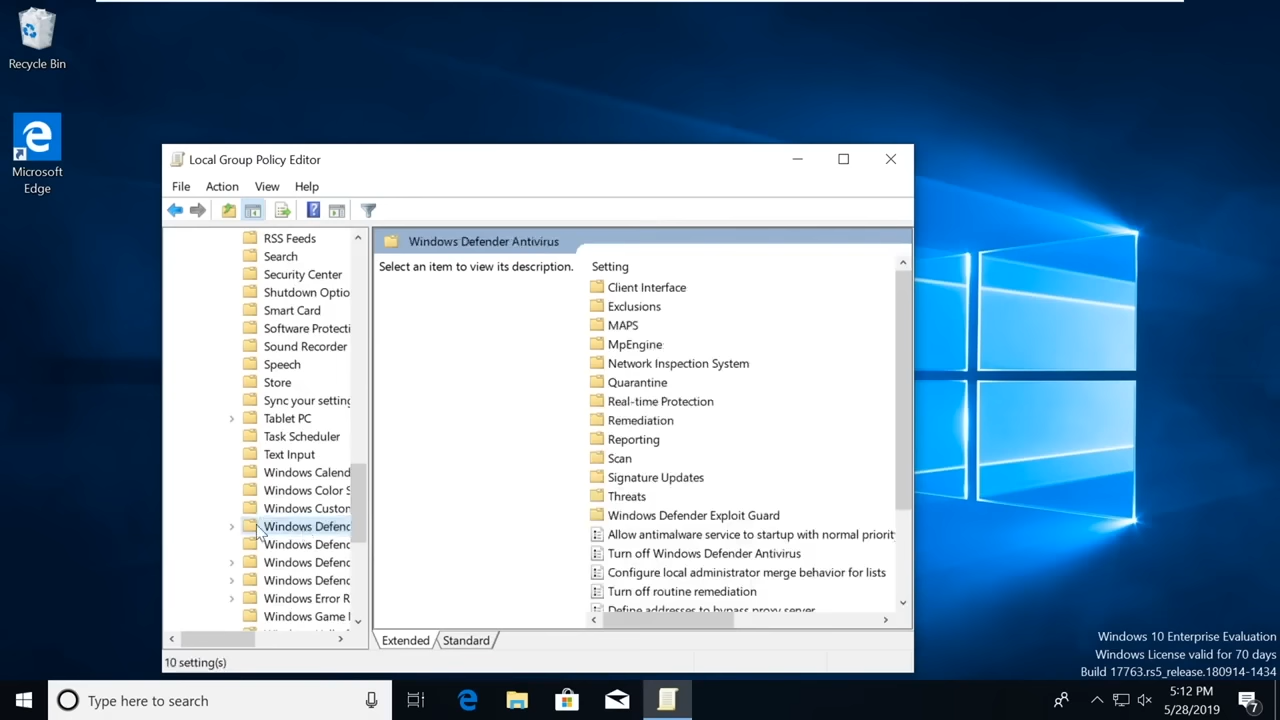 Recycle Bin
Microsoft
Edge
Local Group Policy Editor
File Action View Help
RSS Feeds
Search
Security Center
Shutdown Optio
Smart Card
Software Protecti
Sound Recorder
Speech
Store
Sync your setting
Tablet PC
Task Scheduler
Text Input
Windows Calend
Windows Color S
Windows Custon
Windows Defenc
Windows Defenc
Windows Defenc
Windows Defenc
Windows Error R
Windows Game
Windows Defender Antivirus
Select an item to view its description.
Setting
Client Interface
Exclusions
MAPS
MpEngine
Network Inspection System
Quarantine
Real-time Protection
Remediation
Reporting
Scan
Signature Updates
Threats
Windows Defender Exploit Guard
Allow antimalware service to startup with normal priorit
Turn off Windows Defender Antivirus
Configure local administrator merge behavior for lists
Turn off routine remediation
Define addresses to bypass proxy server
Extended Standard
10 setting(s)
Windows 10 Enterprise Evaluation
Windows License valid for 70 days
Build 17763.rs5_release.180914-1434
Type here to search
5:12 PM
5/28/2019
7